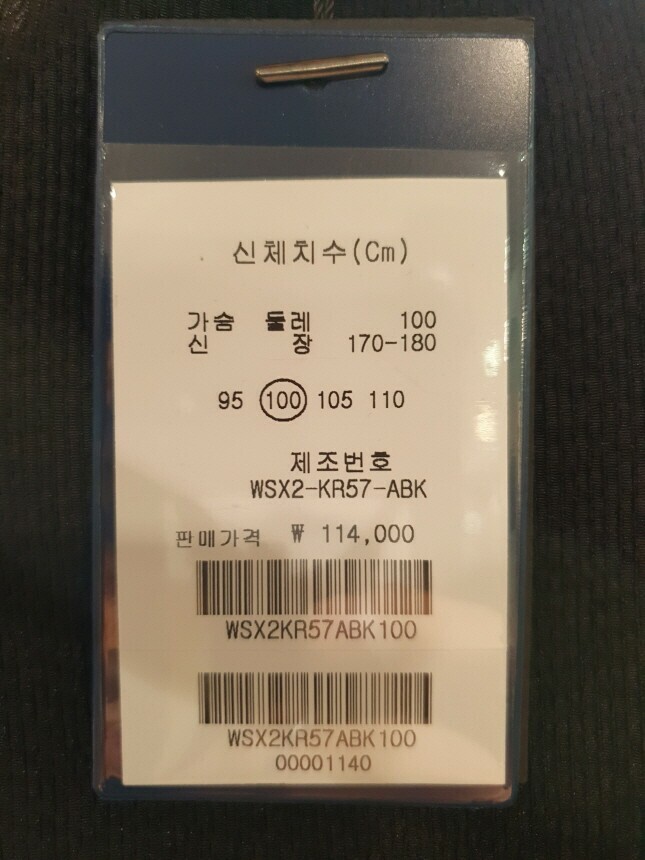 신체치수(Cm)
가슴 둘레 100
신 장 170-180
95 100 105 110
제조번호
WSX2-KR57-ABK
판매가격 ₩ 114,000
WSX2KR57ABK100
WSX2KR57ABK100
00001140